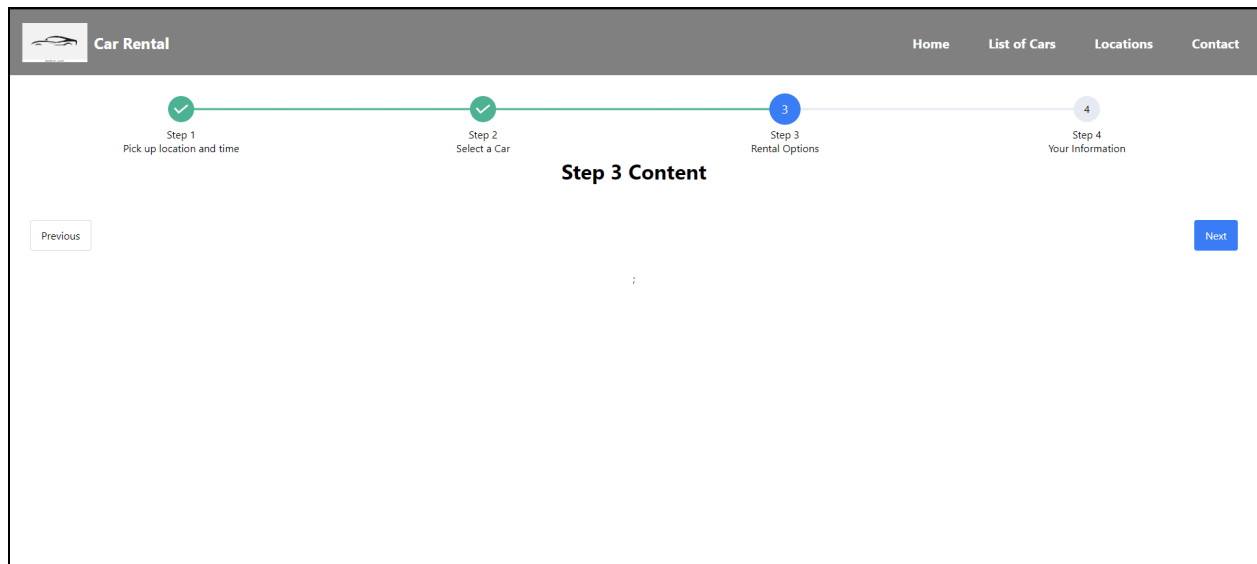 Car Rental
Home
List of Cars
Locations
Contact
3
4
Step 1
Step 2
Step 3
Step 4
Pick up location and time
Select a Car
Rental Options
Your Information
Step 3 Content
Previous
Next
;